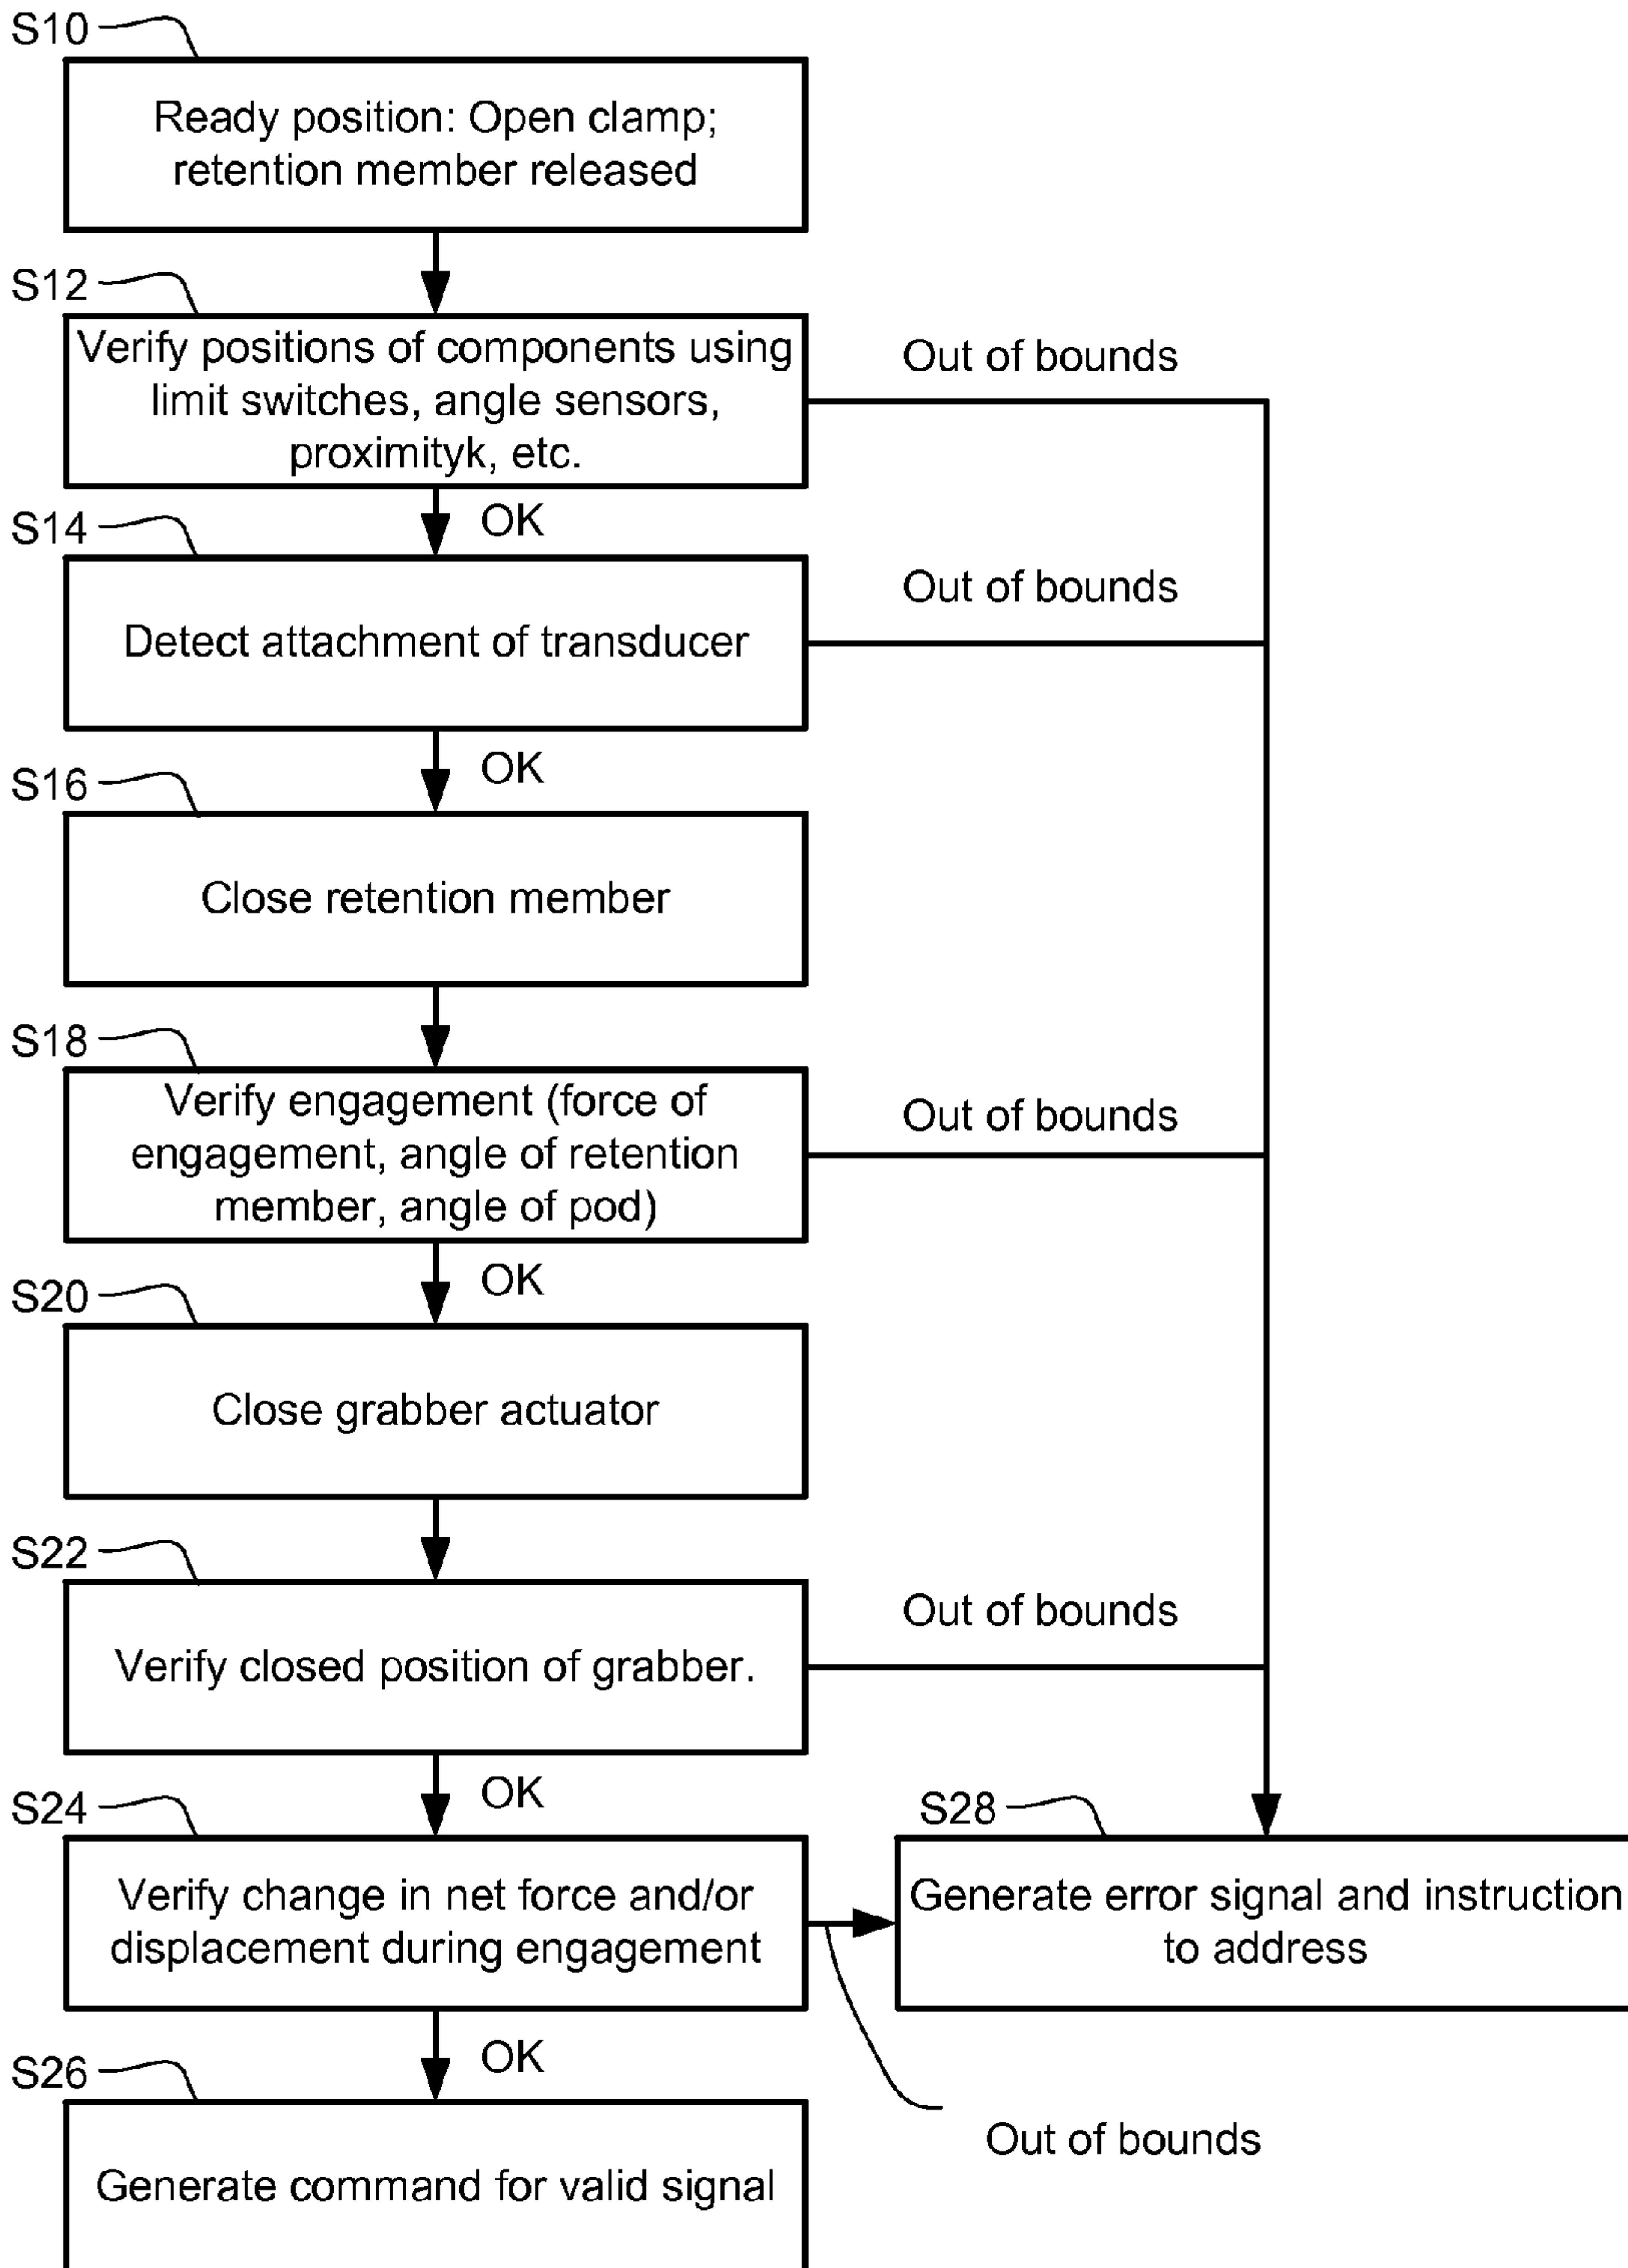 S10
Ready position: Open clamp;
retention member released
S12
Verify positions of components using
limit switches, angle sensors,
proximityk, etc.
Out of bounds
OK
S14
Detect attachment of transducer
Out of bounds
OK
S16
Close retention member
S18
Verify engagement (force of
engagement, angle of retention
member, angle of pod)
Out of bounds
OK
S20
Close grabber actuator
S22
Verify closed position of grabber.
Out of bounds
OK
S24
Verify change in net force and/or
displacement during engagement
S28
Generate error signal and instruction
to address
OK
Out of bounds
S26
Generate command for valid signal